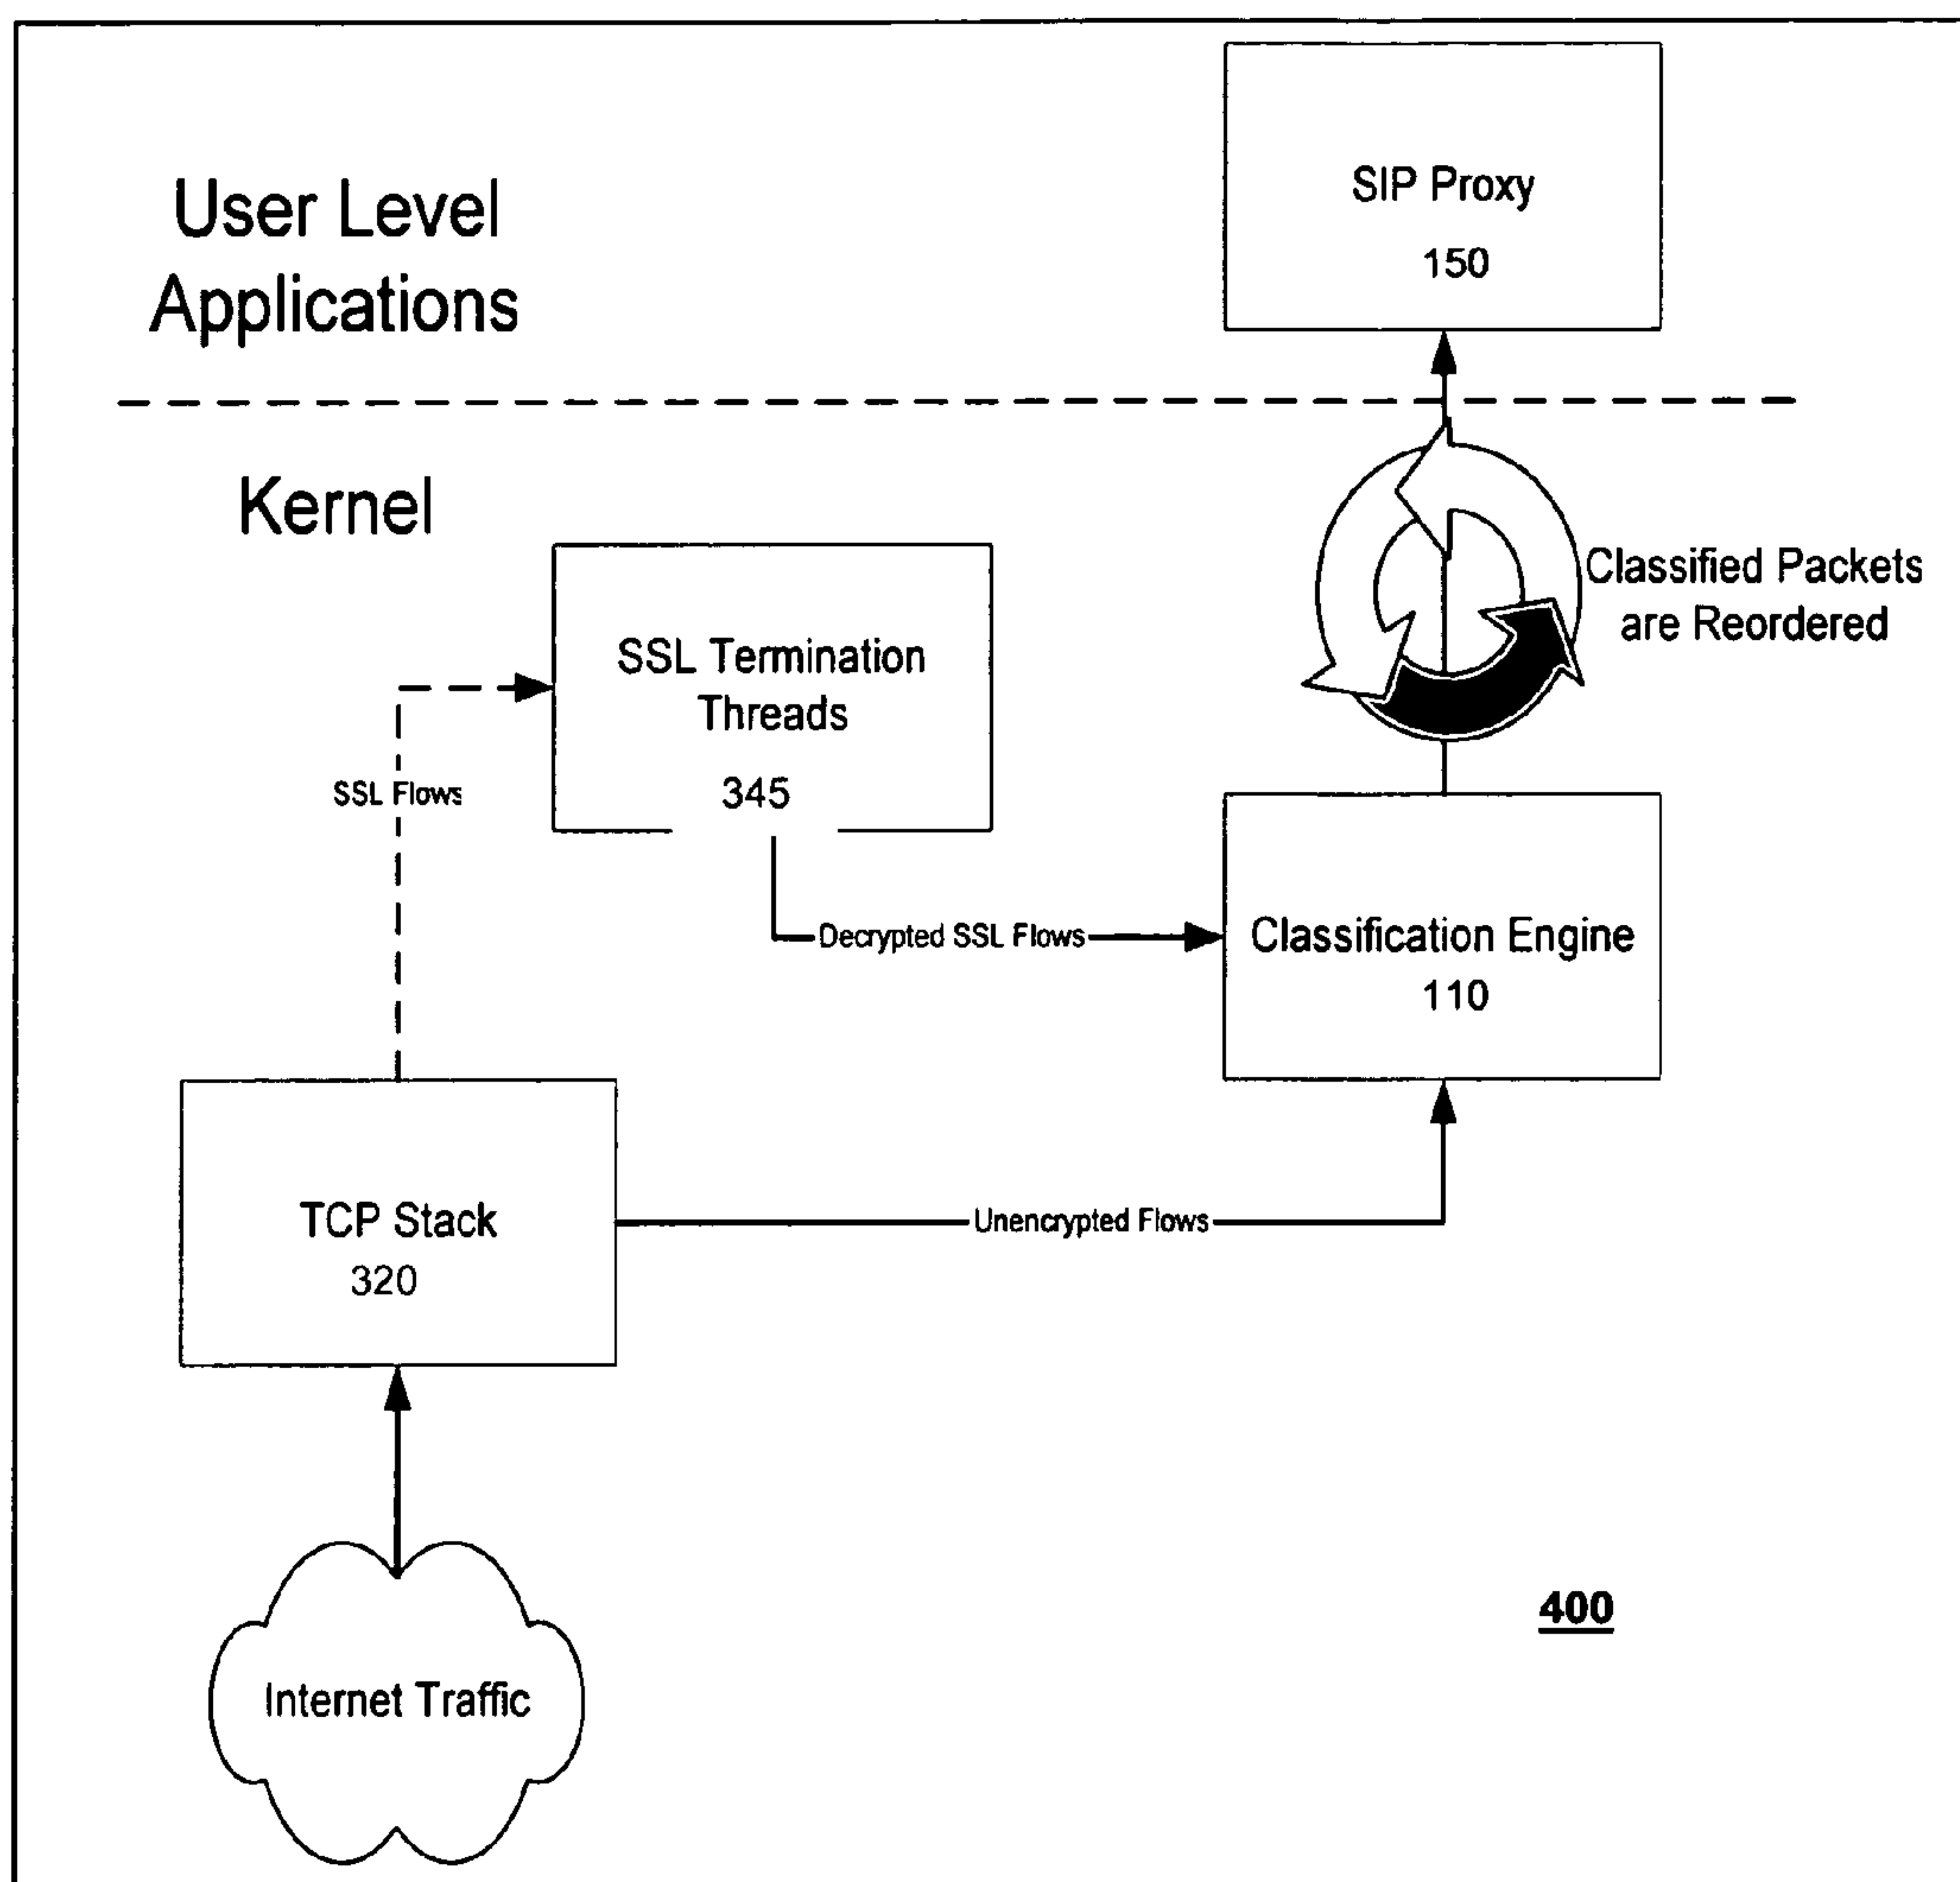 SIP Proxy
150
User Level
Applications
Kernel
Classified Packets
are Reordered
SSL Termination
Threads
345
SSL Flows
Decrypted SSL Flows
Classification Engine
110
TCP Stack
320
Unencrypted Flows
400
Internet Traffic